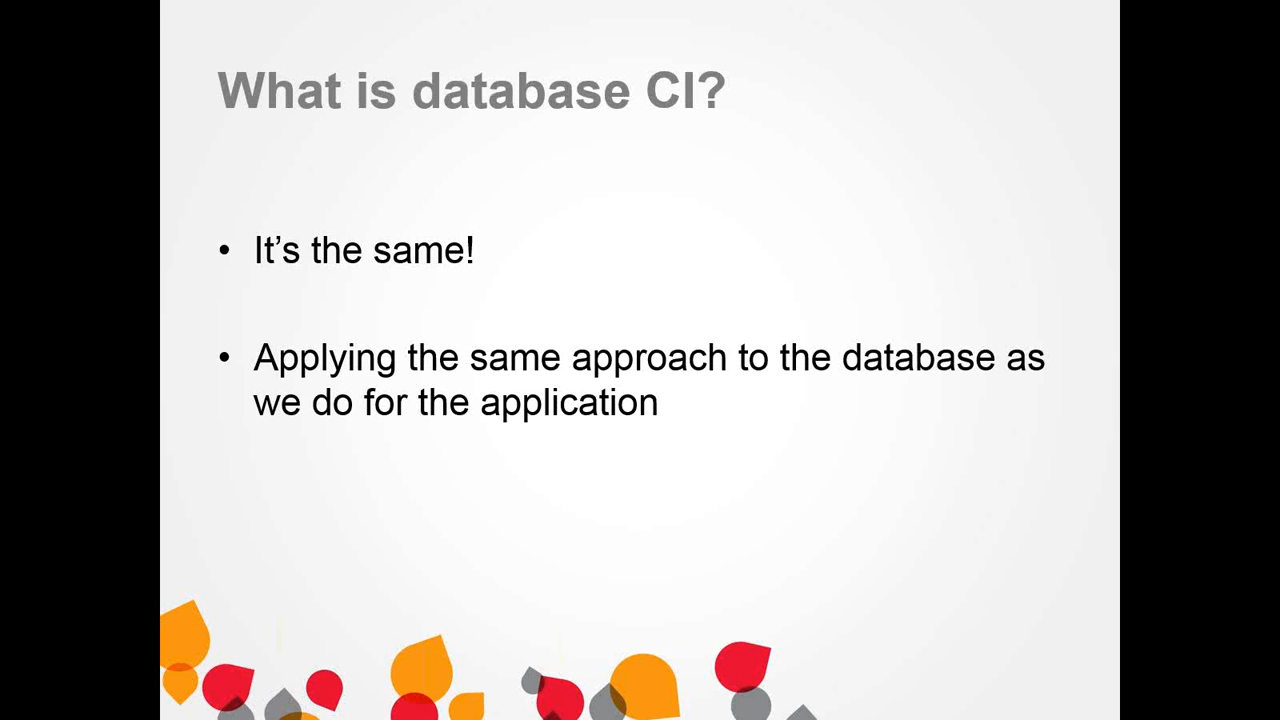 What is database CI?
• It’s the same!
• Applying the same approach to the database as
we do for the application